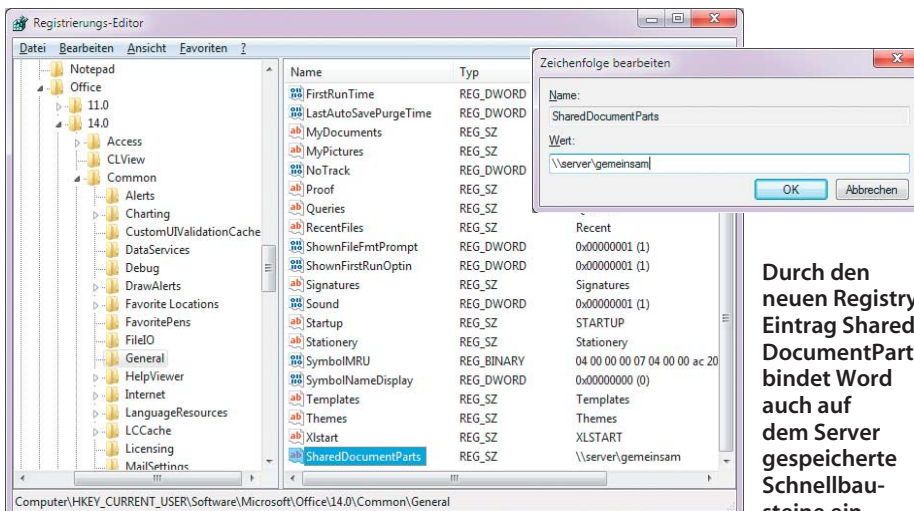 Registrierungs-Editor
Datei Bearbeiten Ansicht Favoriten ?
Notepad
Office
11.0
14.0
Access
CLView
Common
Alerts
Charting
CustomUIValidationCache
DataServices
Debug
DrawAlerts
Favorite Locations
FavoritePens
FileIO
General
HelpViewer
Internet
LanguageResources
LCCache
Licensing
MailSettings
Name Typ
FirstRunTime REG_DWORD
LastAutoSavePurgeTime REG_DWORD
MyDocuments REG_SZ
MyPictures REG_SZ
NoTrack REG_DWORD
Proof REG_SZ
Queries REG_SZ
RecentFiles REG_SZ Recent
ShownFileFmtPrompt REG_DWORD 0x00000001 (1)
ShownFirstRunOptin REG_DWORD 0x00000001 (1)
Signatures REG_SZ Signatures
Sound REG_DWORD 0x00000001 (1)
Startup REG_SZ STARTUP
Stationery REG_SZ Stationery
SymbolMRU REG_BINARY 04 00 00 00 07 04 00 00 ac 20
SymbolNameDisplay REG_DWORD 0x00000000 (0)
Templates REG_SZ Templates
Themes REG_SZ Themes
Xlstart REG_SZ XLSTART
SharedDocumentParts REG_SZ \\server\gemeinsam
Computer\HKEY_CURRENT_USER\Software\Microsoft\Office\14.0\Common\General
Zeichenfolge bearbeiten
Name:
SharedDocumentParts
Wert:
\\server\gemeinsam
OK Abbrechen
Durch den
neuen Registry
Eintrag Shared
DocumentPart
bindet Word
auch auf
dem Server
gespeicherte
Schnellbau-
steine ein